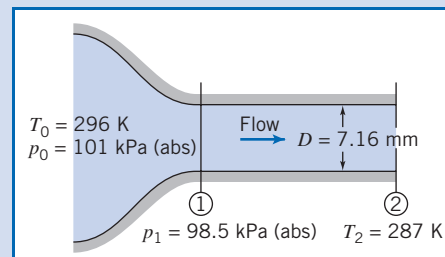 T₀ = 296 K
p₀ = 101 kPa (abs)
Flow
D = 7.16 mm
①
②
p₁ = 98.5 kPa (abs)
T₂ = 287 K